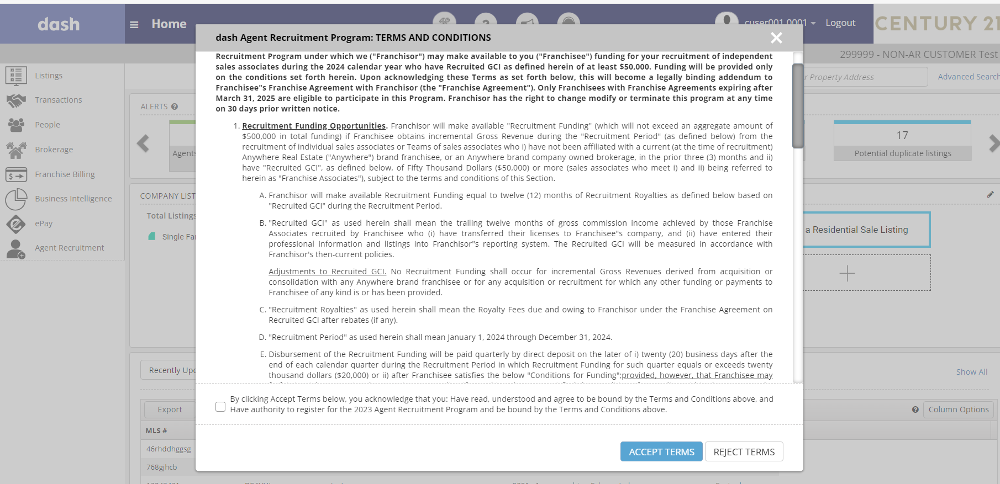 dash
Home
cuser001 0001
Logout
CENTURY 21
299999 - NON-AR CUSTOMER Test
Listings
Transactions
People
Brokerage
Franchise Billing
Business Intelligence
ePay
Agent Recruitment
r Property Address
Advanced Search
ALERTS ?
Agents
17
Potential duplicate listings
COMPANY LIST
Total Listings
Single Fa
a Residential Sale Listing
Recently Up
Show All
Export
? Column Options
MLS #
46rhddhggsg
768gjhcb
dash Agent Recruitment Program: TERMS AND CONDITIONS
Recruitment Program under which we ("Franchisor") may make available to you ("Franchisee") funding for your recruitment of independent
sales associates during the 2024 calendar year who have Recruited GCI as defined herein of at least $50,000. Funding will be provided only
on the conditions set forth herein. Upon acknowledging these Terms as set forth below, this will become a legally binding addendum to
Franchisee"s Franchise Agreement with Franchisor (the "Franchise Agreement"). Only Franchisees with Franchise Agreements expiring after
March 31, 2025 are eligible to participate in this Program. Franchisor has the right to change modify or terminate this program at any time
on 30 days prior written notice.
1. Recruitment Funding Opportunities. Franchisor will make available "Recruitment Funding" (which will not exceed an aggregate amount of
$500,000 in total funding) if Franchisee obtains incremental Gross Revenue during the "Recruitment Period" (as defined below) from the
recruitment of individual sales associates or Teams of sales associates who i) have not been affiliated with a current (at the time of recruitment)
Anywhere Real Estate ("Anywhere") brand franchisee, or an Anywhere brand company owned brokerage, in the prior three (3) months and ii)
have "Recruited GCI", as defined below, of Fifty Thousand Dollars ($50,000) or more (sales associates who meet i) and ii) being referred to
herein as "Franchise Associates"), subject to the terms and conditions of this Section.
A. Franchisor will make available Recruitment Funding equal to twelve (12) months of Recruitment Royalties as defined below based on
"Recruited GCI" during the Recruitment Period.
B. "Recruited GCI" as used herein shall mean the trailing twelve months of gross commission income achieved by those Franchise
Associates recruited by Franchisee who (i) have transferred their licenses to Franchisee"s company, and (ii) have entered their
professional information and listings into Franchisor"s reporting system. The Recruited GCI will be measured in accordance with
Franchisor's then-current policies.
Adjustments to Recruited GCI. No Recruitment Funding shall occur for incremental Gross Revenues derived from acquisition or
consolidation with any Anywhere brand franchisee or for any acquisition or recruitment for which any other funding or payments to
Franchisee of any kind is or has been provided.
C. "Recruitment Royalties" as used herein shall mean the Royalty Fees due and owing to Franchisor under the Franchise Agreement on
Recruited GCI after rebates (if any).
D. "Recruitment Period" as used herein shall mean January 1, 2024 through December 31, 2024.
E. Disbursement of the Recruitment Funding will be paid quarterly by direct deposit on the later of i) twenty (20) business days after the
end of each calendar quarter during the Recruitment Period in which Recruitment Funding for such quarter equals or exceeds twenty
thousand dollars ($20,000) or ii) after Franchisee satisfies the below "Conditions for Funding";provided, however, that Franchisee may
By clicking Accept Terms below, you acknowledge that you: Have read, understood and agree to be bound by the Terms and Conditions above, and
Have authority to register for the 2023 Agent Recruitment Program and be bound by the Terms and Conditions above.
ACCEPT TERMS
REJECT TERMS